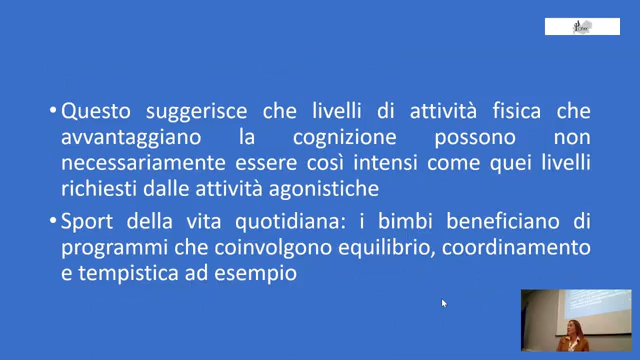 •Questo suggerisce che livelli di attività fisica che
avvantaggiano la cognizione possono non
necessariamente essere così intensi come quei livelli
richiesti dalle attività agonistiche
•Sport della vita quotidiana: i bimbi beneficiano di
programmi che coinvolgono equilibrio, coordinamento
e tempistica ad esempio